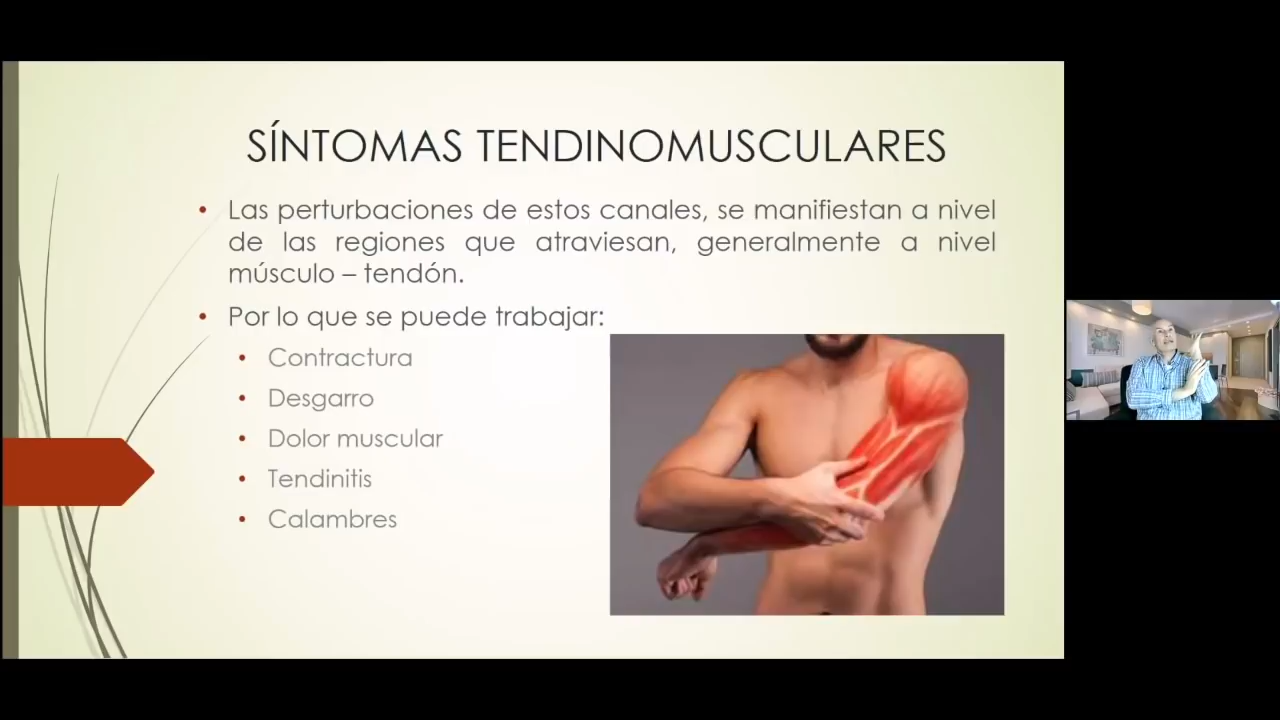 SÍNTOMAS TENDINOMUSCULARES
• Las perturbaciones de estos canales, se manifiestan a nivel
de las regiones que atraviesan, generalmente a nivel
músculo – tendón.
• Por lo que se puede trabajar:
• Contractura
• Desgarro
• Dolor muscular
• Tendinitis
• Calambres